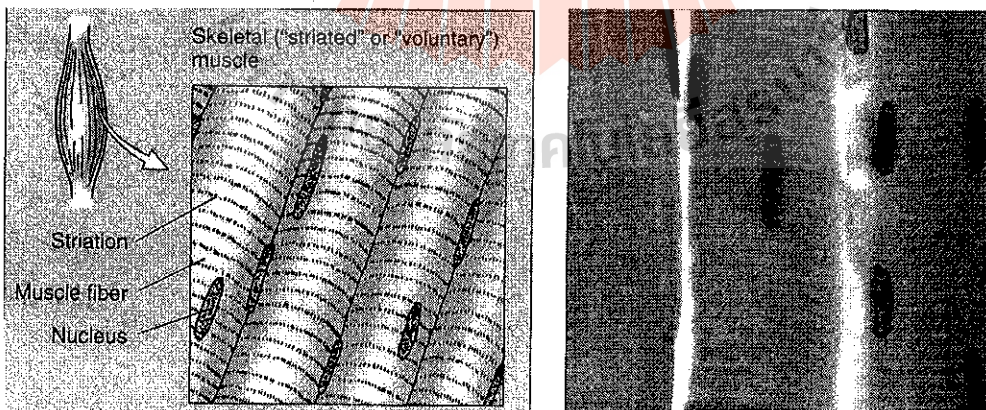 Skeletal ("striated" or "voluntary")
muscle
Striation
Muscle fiber
Nucleus